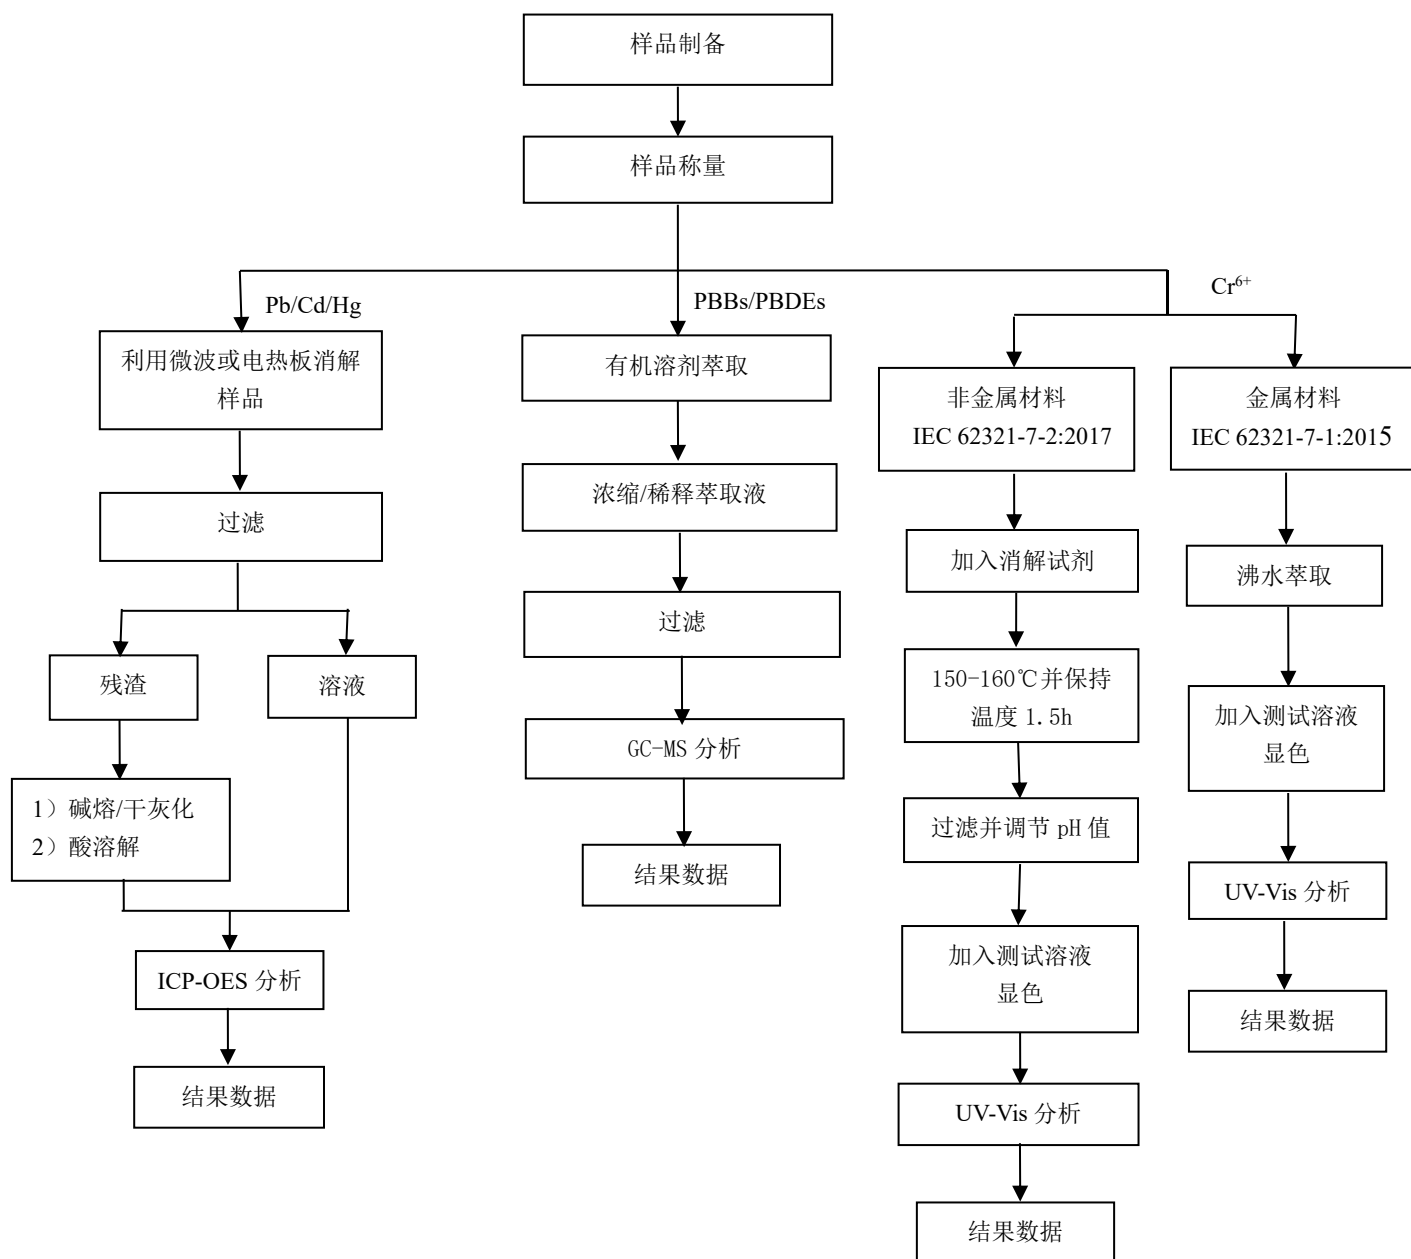 样品制备
样品称量
Pb/Cd/Hg
PBBs/PBDEs
Cr⁶⁺
利用微波或电热板消解
样品
过滤
残渣
溶液
1）碱熔/干灰化
2）酸溶解
ICP-OES 分析
结果数据
有机溶剂萃取
浓缩/稀释萃取液
过滤
GC-MS 分析
结果数据
非金属材料
IEC 62321-7-2:2017
加入消解试剂
150-160℃并保持
温度 1.5h
过滤并调节 pH 值
加入测试溶液
显色
UV-Vis 分析
结果数据
金属材料
IEC 62321-7-1:2015
沸水萃取
加入测试溶液
显色
UV-Vis 分析
结果数据